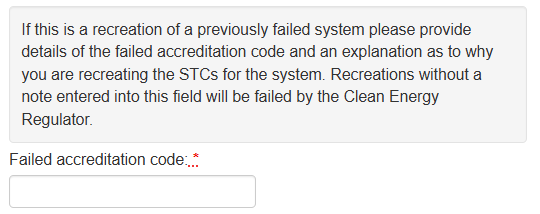 If this is a recreation of a previously failed system please provide
details of the failed accreditation code and an explanation as to why
you are recreating the STCs for the system. Recreations without a
note entered into this field will be failed by the Clean Energy
Regulator.
Failed accreditation code: *